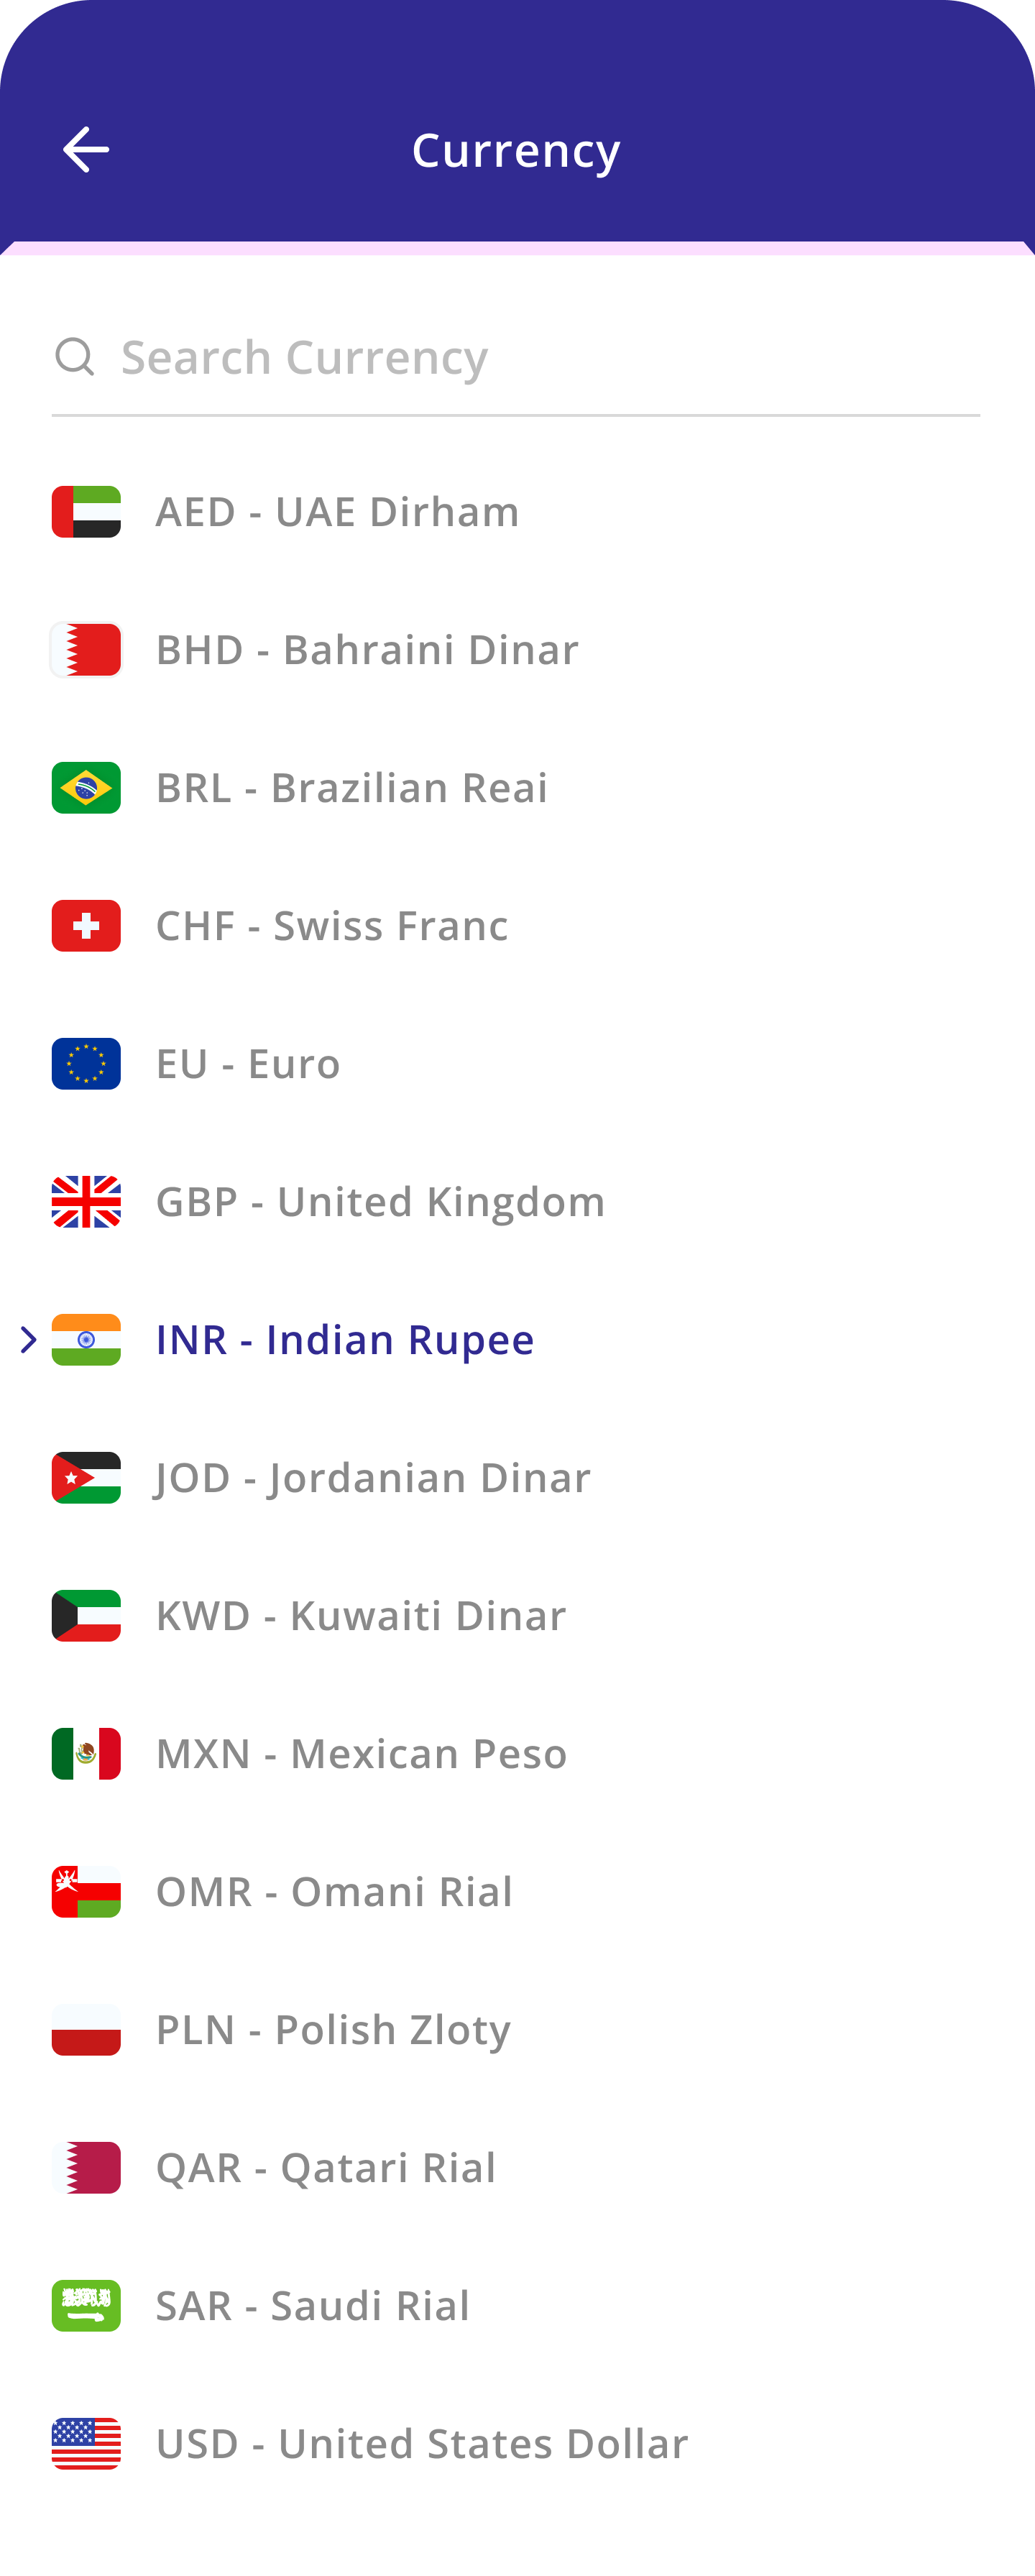 Currency
Search Currency
AED - UAE Dirham
BHD - Bahraini Dinar
BRL - Brazilian Reai
CHF - Swiss Franc
EU - Euro
GBP - United Kingdom
INR - Indian Rupee
JOD - Jordanian Dinar
KWD - Kuwaiti Dinar
MXN - Mexican Peso
OMR - Omani Rial
PLN - Polish Zloty
QAR - Qatari Rial
SAR - Saudi Rial
USD - United States Dollar